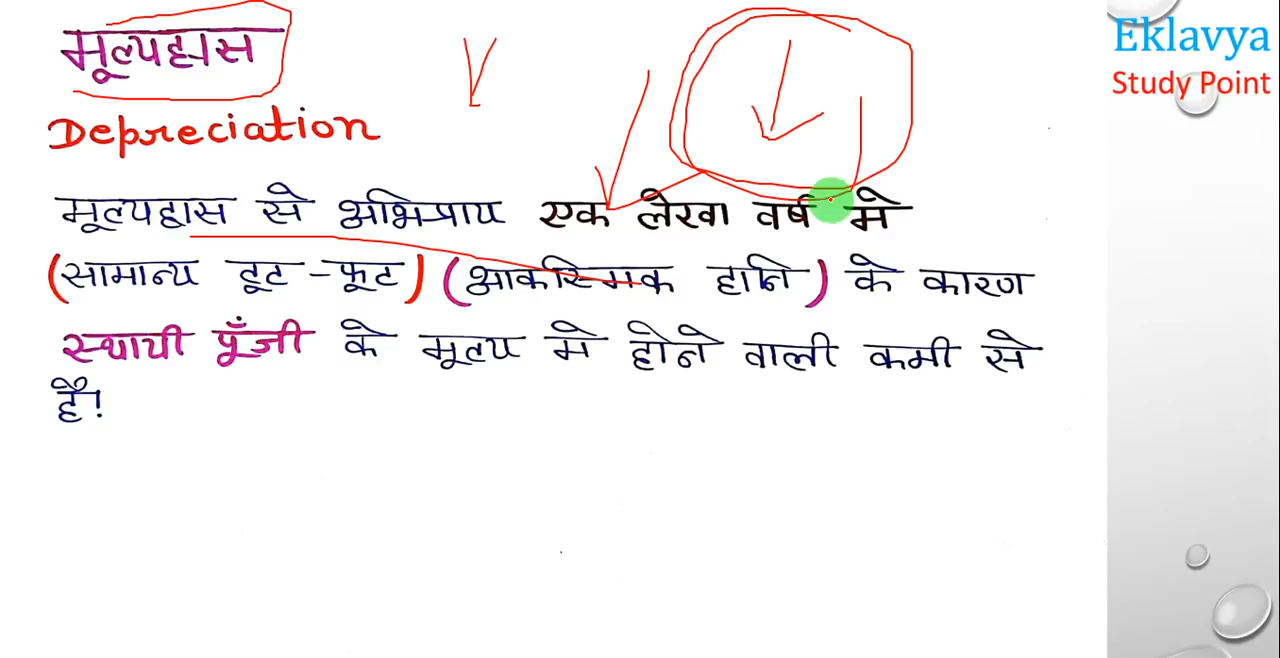 मूल्यह्रास
Depreciation
मूल्यह्रास से अभिप्राय एक लेखा वर्ष मे
(सामान्य टूट-फूट) (आकस्मिक हानि) के कारण
स्थायी पूँजी के मूल्य मे होने वाली कमी से
है!
Eklavya
Study Point